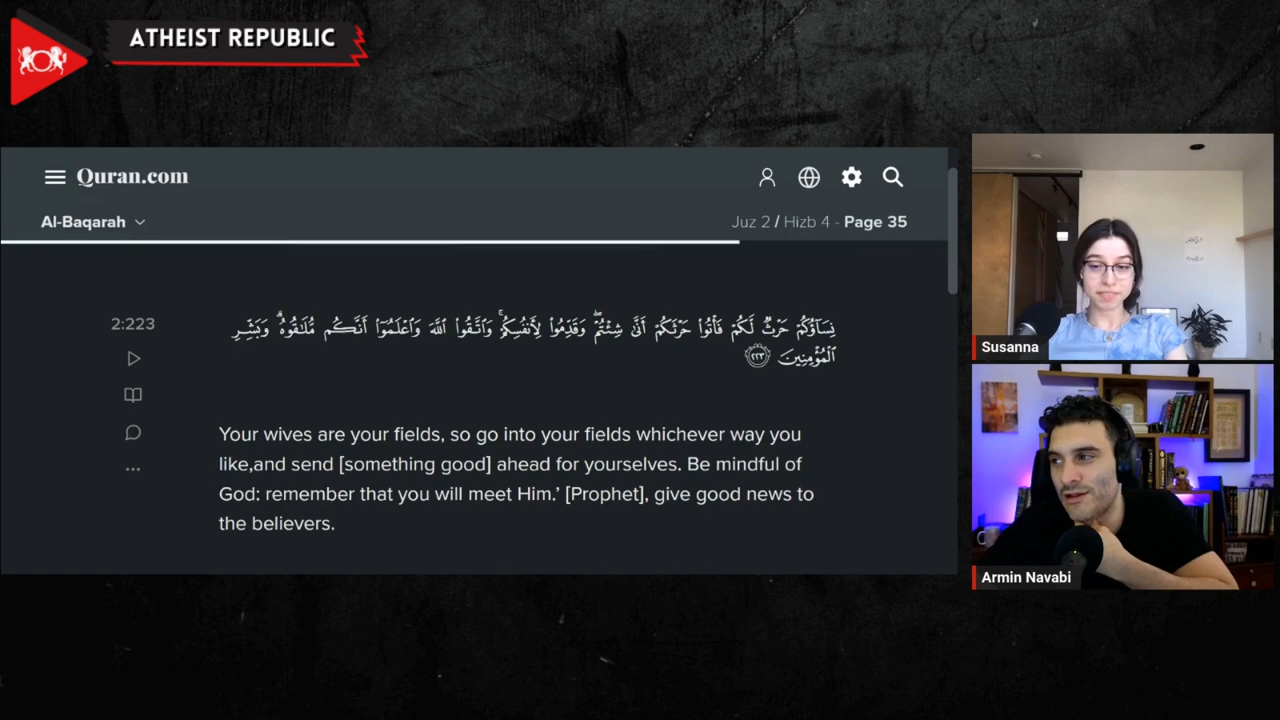 ATHEIST REPUBLIC
Quran.com
Al-Baqarah
Juz 2 / Hizb 4 - Page 35
2:223
نِسَآؤُكُمْ حَرْثٌ لَّكُمْ فَأْتُوا۟ حَرْثَكُمْ أَنَّىٰ شِئْتُمْ ۖ وَقَدِّمُوا۟ لِأَنفُسِكُمْ ۚ وَٱتَّقُوا۟ ٱللَّهَ وَٱعْلَمُوٓا۟ أَنَّكُم مُّلَـٰقُوهُ ۗ وَبَشِّرِ
ٱلْمُؤْمِنِينَ ٢٢٣
Your wives are your fields, so go into your fields whichever way you
like,and send [something good] ahead for yourselves. Be mindful of
God: remember that you will meet Him.’ [Prophet], give good news to
the believers.
Susanna
Armin Navabi